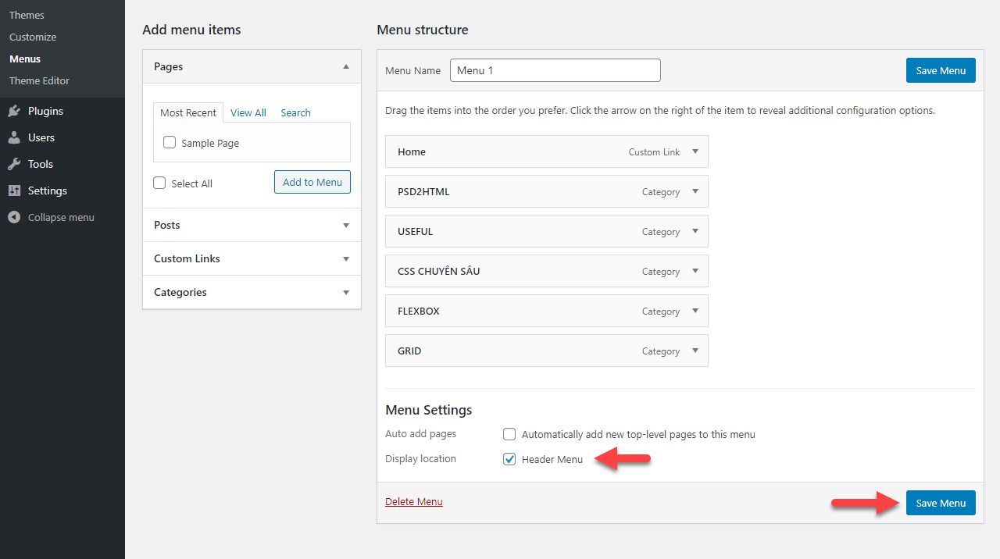 Themes
Customize
Menus
Theme Editor
Plugins
Users
Tools
Settings
Collapse menu
Add menu items
Pages
Most Recent View All Search
Sample Page
Select All Add to Menu
Posts
Custom Links
Categories
Menu structure
Menu Name Menu 1 Save Menu
Drag the items into the order you prefer. Click the arrow on the right of the item to reveal additional configuration options.
Home Custom Link
PSD2HTML Category
USEFUL Category
CSS CHUYÊN SÂU Category
FLEXBOX Category
GRID Category
Menu Settings
Auto add pages Automatically add new top-level pages to this menu
Display location Header Menu
Delete Menu Save Menu